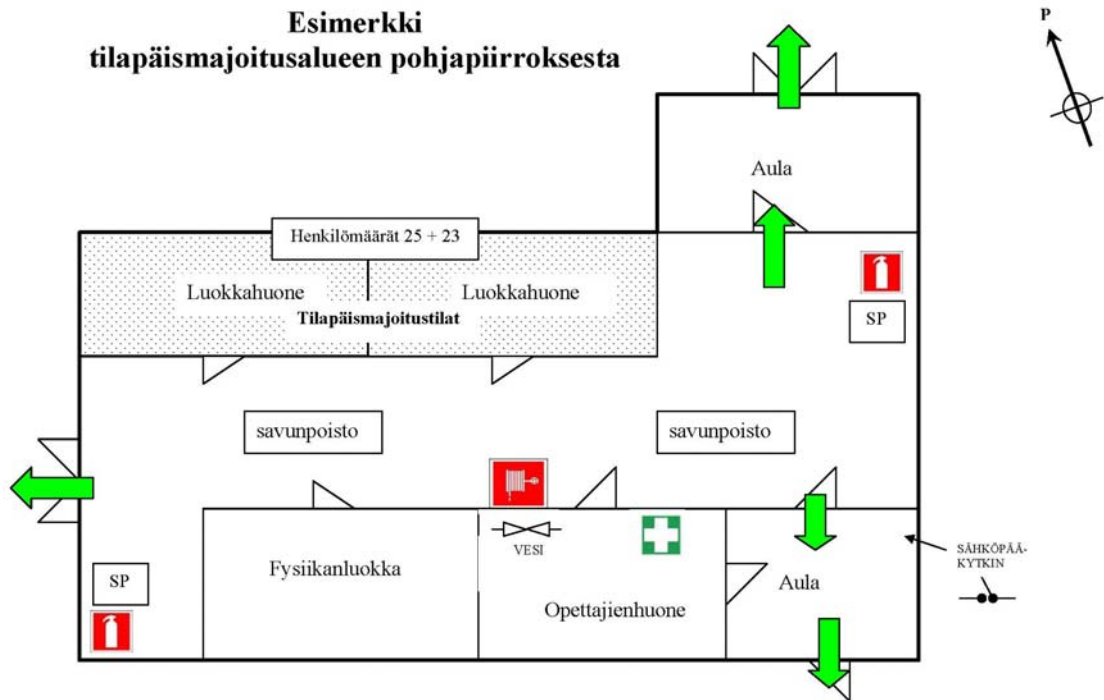 Esimerkki
tilapäismajoitusalueen pohjapiirroksesta
P
Aula
Henkilömäärät 25 + 23
Luokkahuone
Luokkahuone
Tilapäismajoitustilat
SP
savunpoisto
savunpoisto
VESI
Fysiikanluokka
Opettajienhuone
Aula
SÄHKÖPÄÄ-
KYTKIN
SP